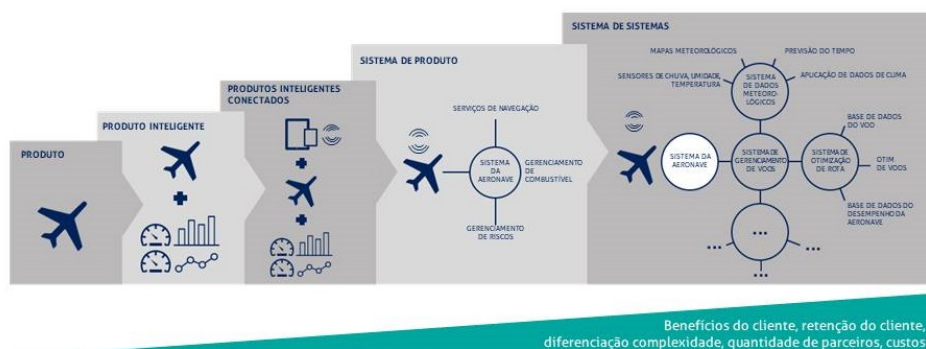 PRODUTO
PRODUTO INTELIGENTE
PRODUTOS INTELIGENTES
CONECTADOS
SISTEMA DE PRODUTO
SERVIÇOS DE NAVEGAÇÃO
SISTEMA
DA
AERONAVE
GERENCIAMENTO
DE
COMBUSTÍVEL
GERENCIAMENTO
DE RISCOS
SISTEMA DE SISTEMAS
MAPAS METEOROLÓGICOS
PREVISÃO DO TEMPO
SENSORES DE CHUVA, UMIDADE,
TEMPERATURA
SISTEMA
DE DADOS
METEORO-
LÓGICOS
APLICAÇÃO DE DADOS DE CLIMA
SISTEMA DA
AERONAVE
SISTEMA DE
GERENCIAMENTO
DE VOOS
SISTEMA DE
OTIMIZAÇÃO
DE ROTA
BASE DE DADOS
DO VOO
OTIM
DE VOOS
BASE DE DADOS DO
DESEMPENHO DA
AERONAVE
...
...
...
...
Benefícios do cliente, retenção do cliente,
diferenciação complexidade, quantidade de parceiros, custos